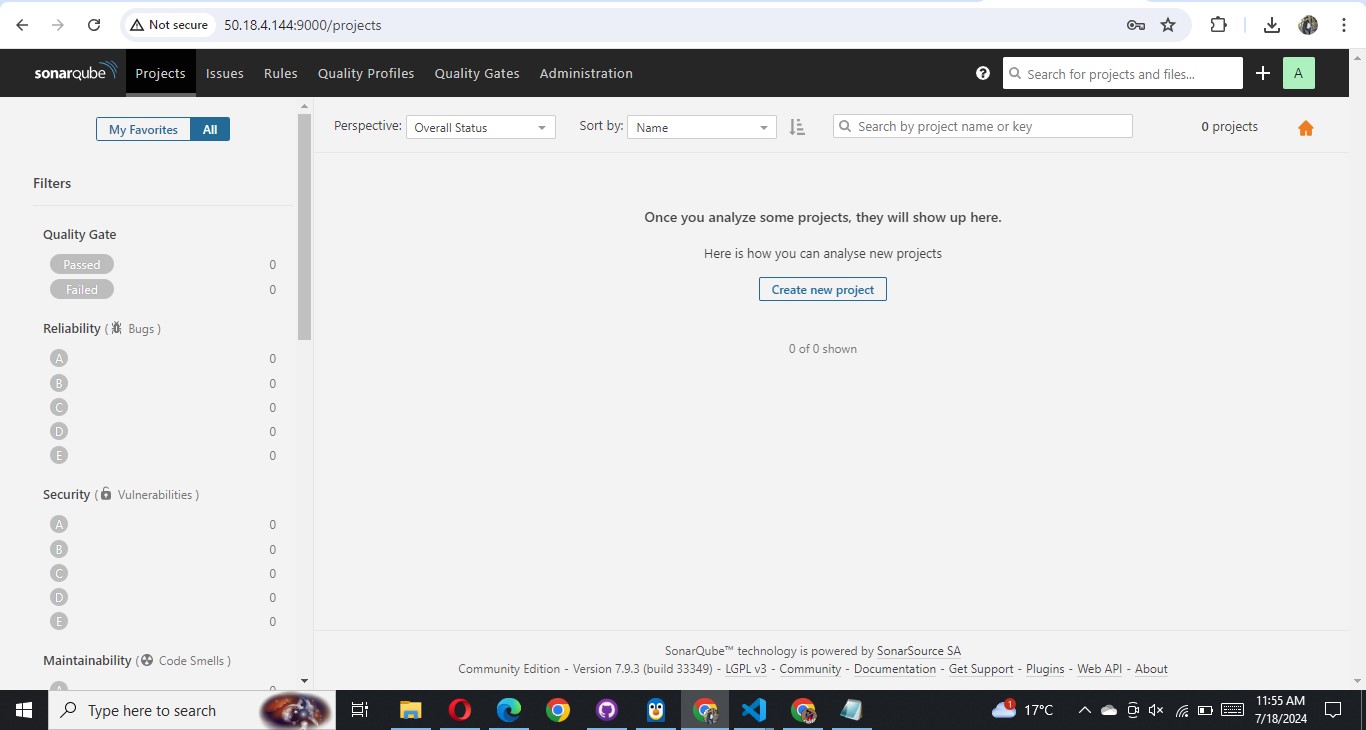 Not secure 50.18.4.144:9000/projects
sonarqube Projects Issues Rules Quality Profiles Quality Gates Administration Search for projects and files... A
My Favorites All
Perspective: Overall Status Sort by: Name Search by project name or key 0 projects
Filters
Once you analyze some projects, they will show up here.
Quality Gate
Here is how you can analyse new projects
Passed 0
Failed 0
Create new project
Reliability ( Bugs )
0 of 0 shown
A 0
B 0
C 0
D 0
E 0
Security ( Vulnerabilities )
A 0
B 0
C 0
D 0
E 0
Maintainability ( Code Smells )
A 0
SonarQube™ technology is powered by SonarSource SA
Community Edition - Version 7.9.3 (build 33349) - LGPL v3 - Community - Documentation - Get Support - Plugins - Web API - About
Type here to search 1 17°C 11:55 AM
7/18/2024